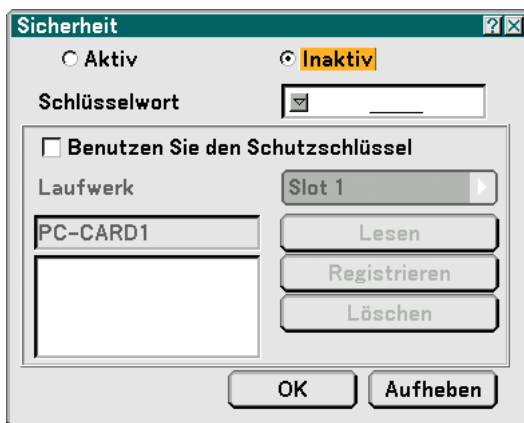 Sicherheit
Aktiv Inaktiv
Schlüsselwort
Benutzen Sie den Schutzschlüssel
Laufwerk Slot 1
PC-CARD1 Lesen
Registrieren
Löschen
OK Aufheben